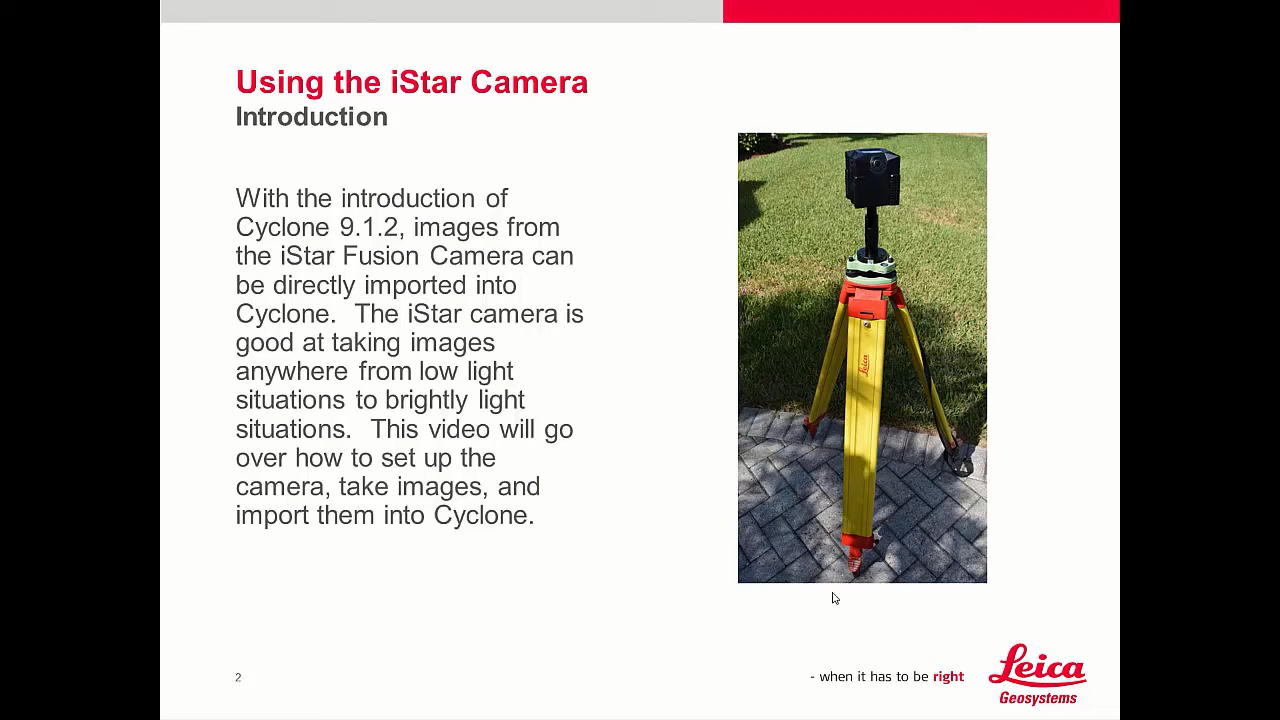 Using the iStar Camera
Introduction
With the introduction of
Cyclone 9.1.2, images from
the iStar Fusion Camera can
be directly imported into
Cyclone.  The iStar camera is
good at taking images
anywhere from low light
situations to brightly light
situations.  This video will go
over how to set up the
camera, take images, and
import them into Cyclone.
Leica
2
- when it has to be right
Leica
Geosystems